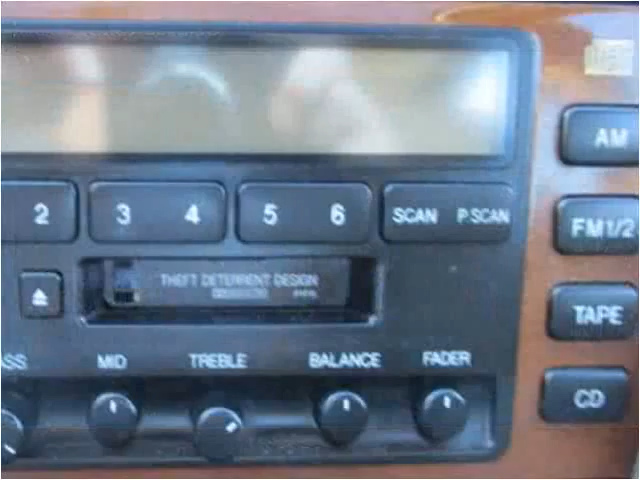 AM
2
3 4
5 6
SCAN P.SCAN
FM1/2
THEFT DETERRENT DESIGN
TAPE
ASS
MID
TREBLE
BALANCE
FADER
CD